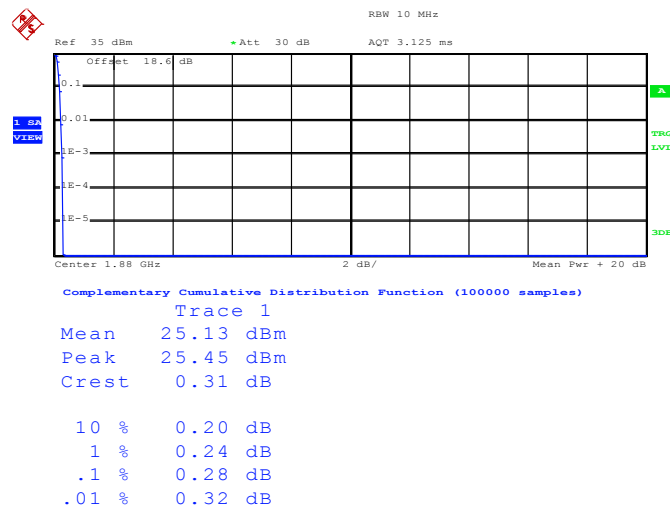 R S
RBW 10 MHz
Ref 35 dBm *Att 30 dB AQT 3.125 ms
Offset 18.6 dB
0.1
A
0.01
1 SA
VIEW
TRG
1E-3
1E-4
1E-5
3DB
Center 1.88 GHz 2 dB/ Mean Pwr + 20 dB
Complementary Cumulative Distribution Function (100000 samples)
Trace 1
Mean 25.13 dBm
Peak 25.45 dBm
Crest 0.31 dB
10 % 0.20 dB
1 % 0.24 dB
.1 % 0.28 dB
.01 % 0.32 dB